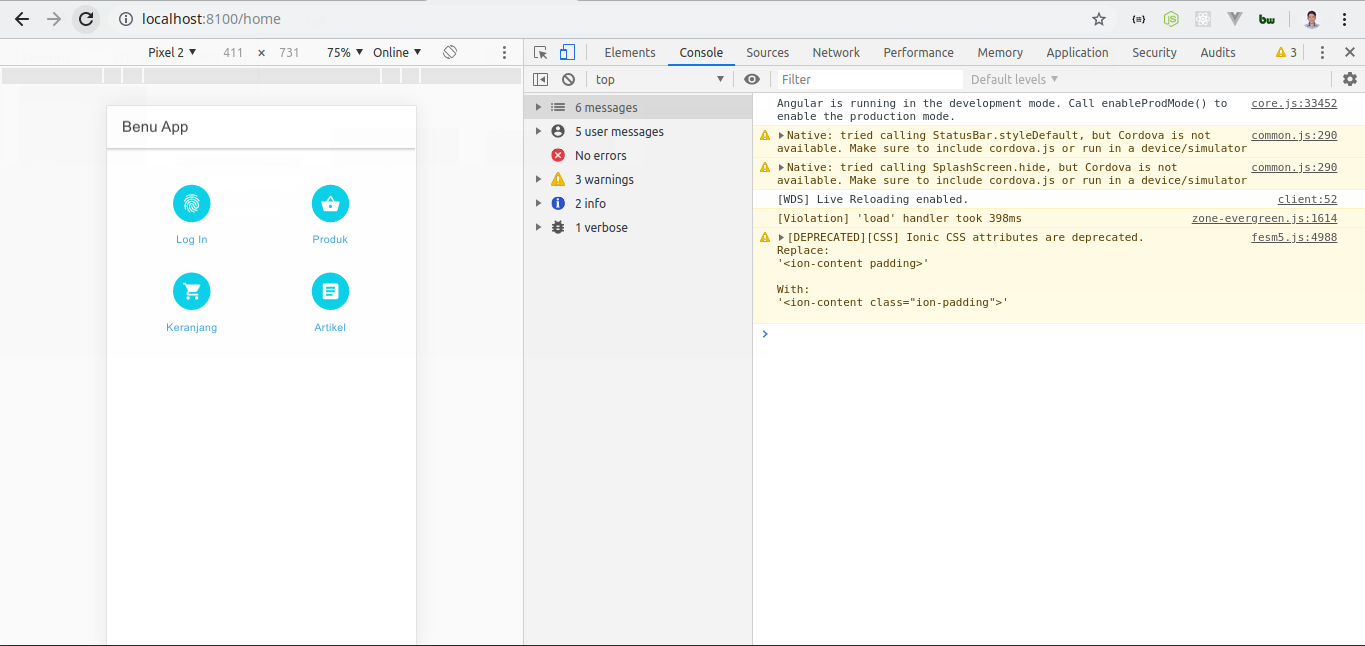 localhost:8100/home
Pixel 2 ▼ 411 × 731 75% ▼ Online ▼
Elements Console Sources Network Performance Memory Application Security Audits 3
top Filter Default levels ▼
Benu App
Log In Produk
Keranjang Artikel
6 messages
5 user messages
No errors
3 warnings
2 info
1 verbose
Angular is running in the development mode. Call enableProdMode() to core.js:33452
enable the production mode.
Native: tried calling StatusBar.styleDefault, but Cordova is not common.js:290
available. Make sure to include cordova.js or run in a device/simulator
Native: tried calling SplashScreen.hide, but Cordova is not common.js:290
available. Make sure to include cordova.js or run in a device/simulator
[WDS] Live Reloading enabled. client:52
[Violation] 'load' handler took 398ms zone-evergreen.js:1614
[DEPRECATED][CSS] Ionic CSS attributes are deprecated. fesm5.js:4988
Replace:
'<ion-content padding>'
With:
'<ion-content class="ion-padding">'
{≡} JS bw